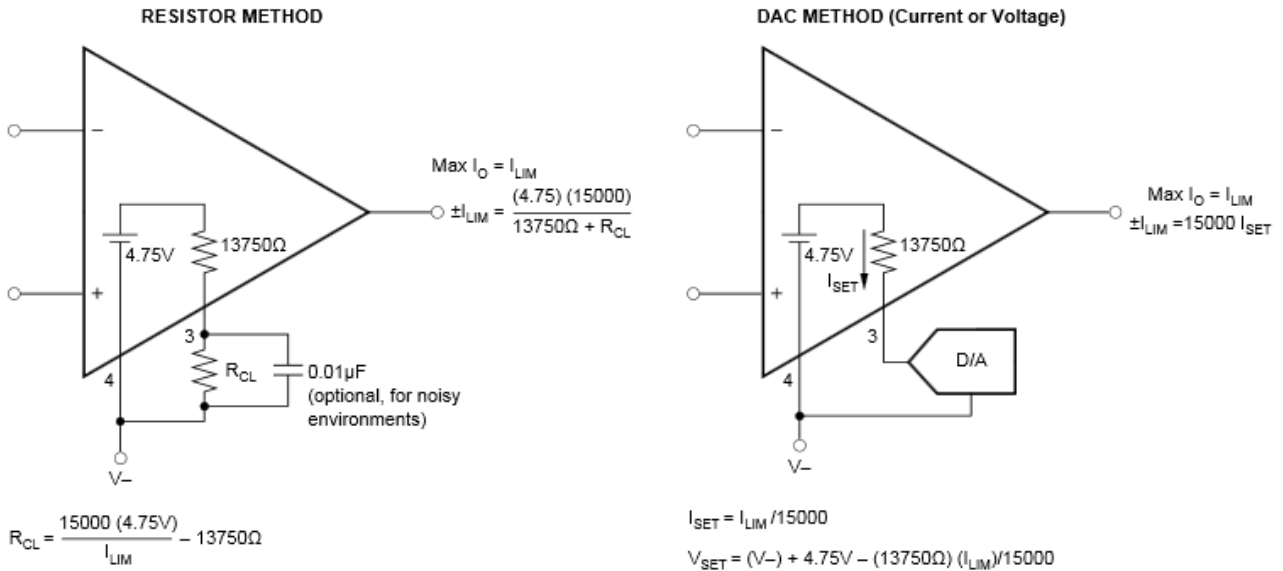 RESISTOR METHOD
−
+
4.75V
13750Ω
3
4
R_CL
0.01µF
(optional, for noisy
environments)
V–
Max I_O = I_LIM
±I_LIM = (4.75) (15000) / 13750Ω + R_CL
R_CL = 15000 (4.75V) / I_LIM – 13750Ω
DAC METHOD (Current or Voltage)
−
+
4.75V
13750Ω
I_SET
3
4
D/A
V–
Max I_O = I_LIM
±I_LIM =15000 I_SET
I_SET = I_LIM /15000
V_SET = (V–) + 4.75V – (13750Ω) (I_LIM)/15000